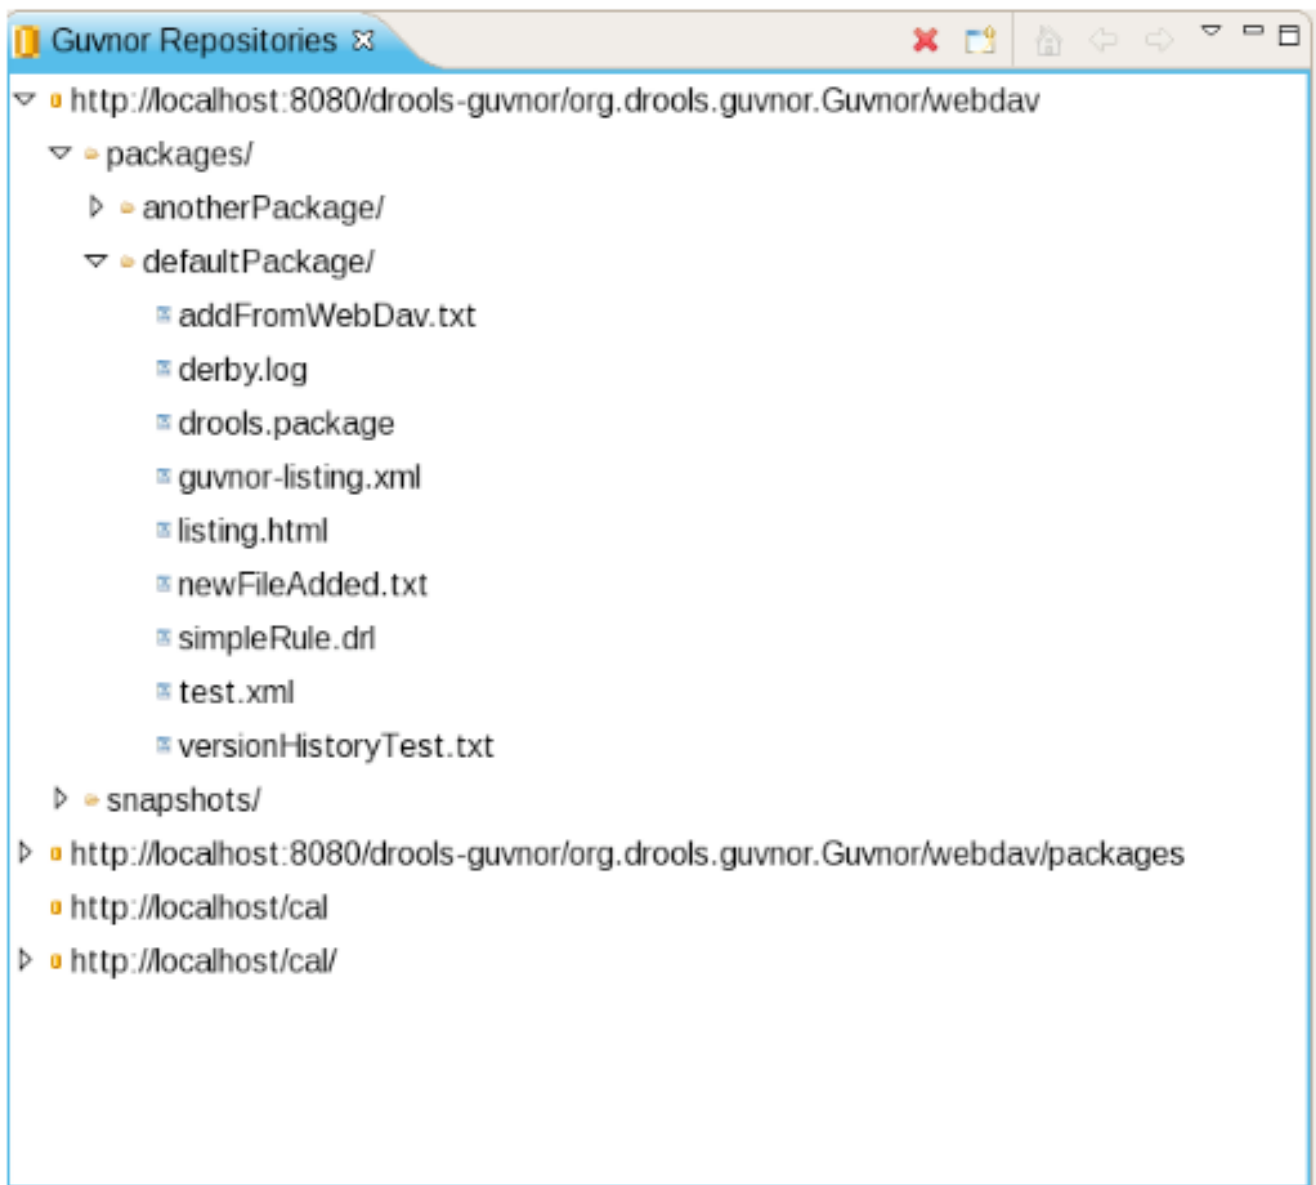 Guvnor Repositories
http://localhost:8080/drools-guvnor/org.drools.guvnor.Guvnor/webdav
packages/
anotherPackage/
defaultPackage/
addFromWebDav.txt
derby.log
drools.package
guvnor-listing.xml
listing.html
newFileAdded.txt
simpleRule.drl
test.xml
versionHistoryTest.txt
snapshots/
http://localhost:8080/drools-guvnor/org.drools.guvnor.Guvnor/webdav/packages
http://localhost/cal
http://localhost/cal/